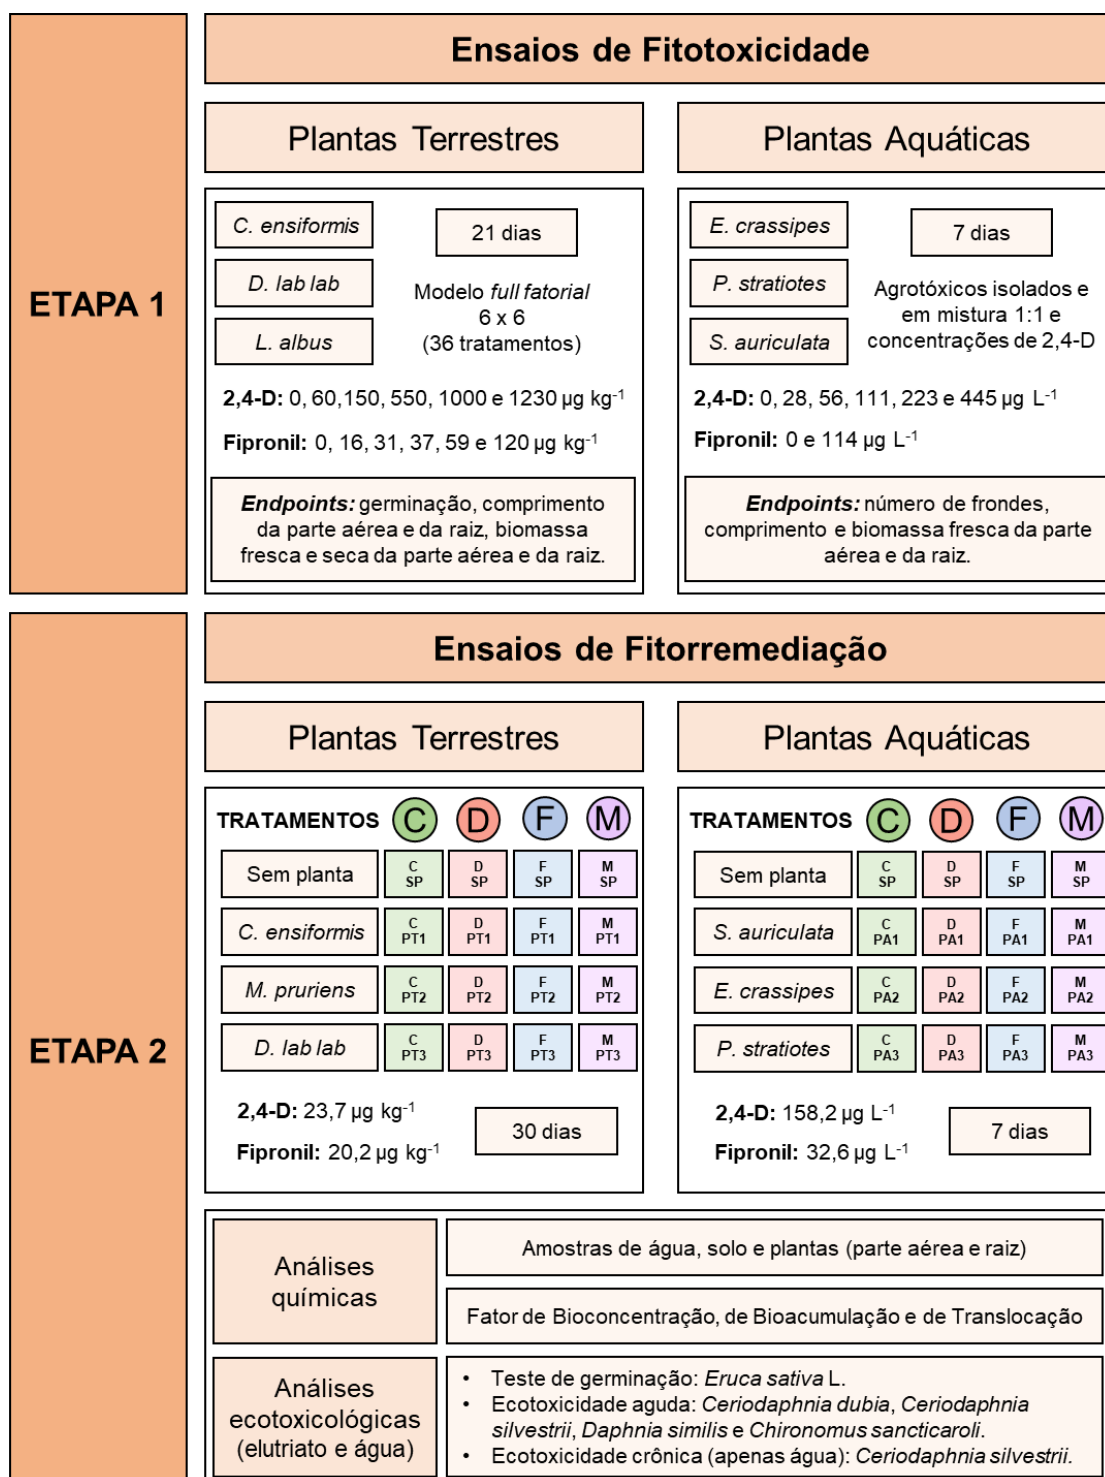 ETAPA 1
Ensaios de Fitotoxicidade
Plantas Terrestres
C. ensiformis
D. lab lab
L. albus
21 dias
Modelo full fatorial
6 x 6
(36 tratamentos)
2,4-D: 0, 60,150, 550, 1000 e 1230 µg kg-1
Fipronil: 0, 16, 31, 37, 59 e 120 µg kg-1
Endpoints: germinação, comprimento
da parte aérea e da raiz, biomassa
fresca e seca da parte aérea e da raiz.
Plantas Aquáticas
E. crassipes
P. stratiotes
S. auriculata
7 dias
Agrotóxicos isolados e
em mistura 1:1 e
concentrações de 2,4-D
2,4-D: 0, 28, 56, 111, 223 e 445 µg L-1
Fipronil: 0 e 114 µg L-1
Endpoints: número de frondes,
comprimento e biomassa fresca da parte
aérea e da raiz.
ETAPA 2
Ensaios de Fitorremediação
Plantas Terrestres
TRATAMENTOS C D F M
Sem planta C SP D SP F SP M SP
C. ensiformis C PT1 D PT1 F PT1 M PT1
M. pruriens C PT2 D PT2 F PT2 M PT2
D. lab lab C PT3 D PT3 F PT3 M PT3
2,4-D: 23,7 µg kg-1
Fipronil: 20,2 µg kg-1
30 dias
Plantas Aquáticas
TRATAMENTOS C D F M
Sem planta C SP D SP F SP M SP
S. auriculata C PA1 D PA1 F PA1 M PA1
E. crassipes C PA2 D PA2 F PA2 M PA2
P. stratiotes C PA3 D PA3 F PA3 M PA3
2,4-D: 158,2 µg L-1
Fipronil: 32,6 µg L-1
7 dias
Análises
químicas
Amostras de água, solo e plantas (parte aérea e raiz)
Fator de Bioconcentração, de Bioacumulação e de Translocação
Análises
ecotoxicológicas
(elutriato e água)
• Teste de germinação: Eruca sativa L.
• Ecotoxicidade aguda: Ceriodaphnia dubia, Ceriodaphnia
silvestrii, Daphnia similis e Chironomus sancticaroli.
• Ecotoxicidade crônica (apenas água): Ceriodaphnia silvestrii.